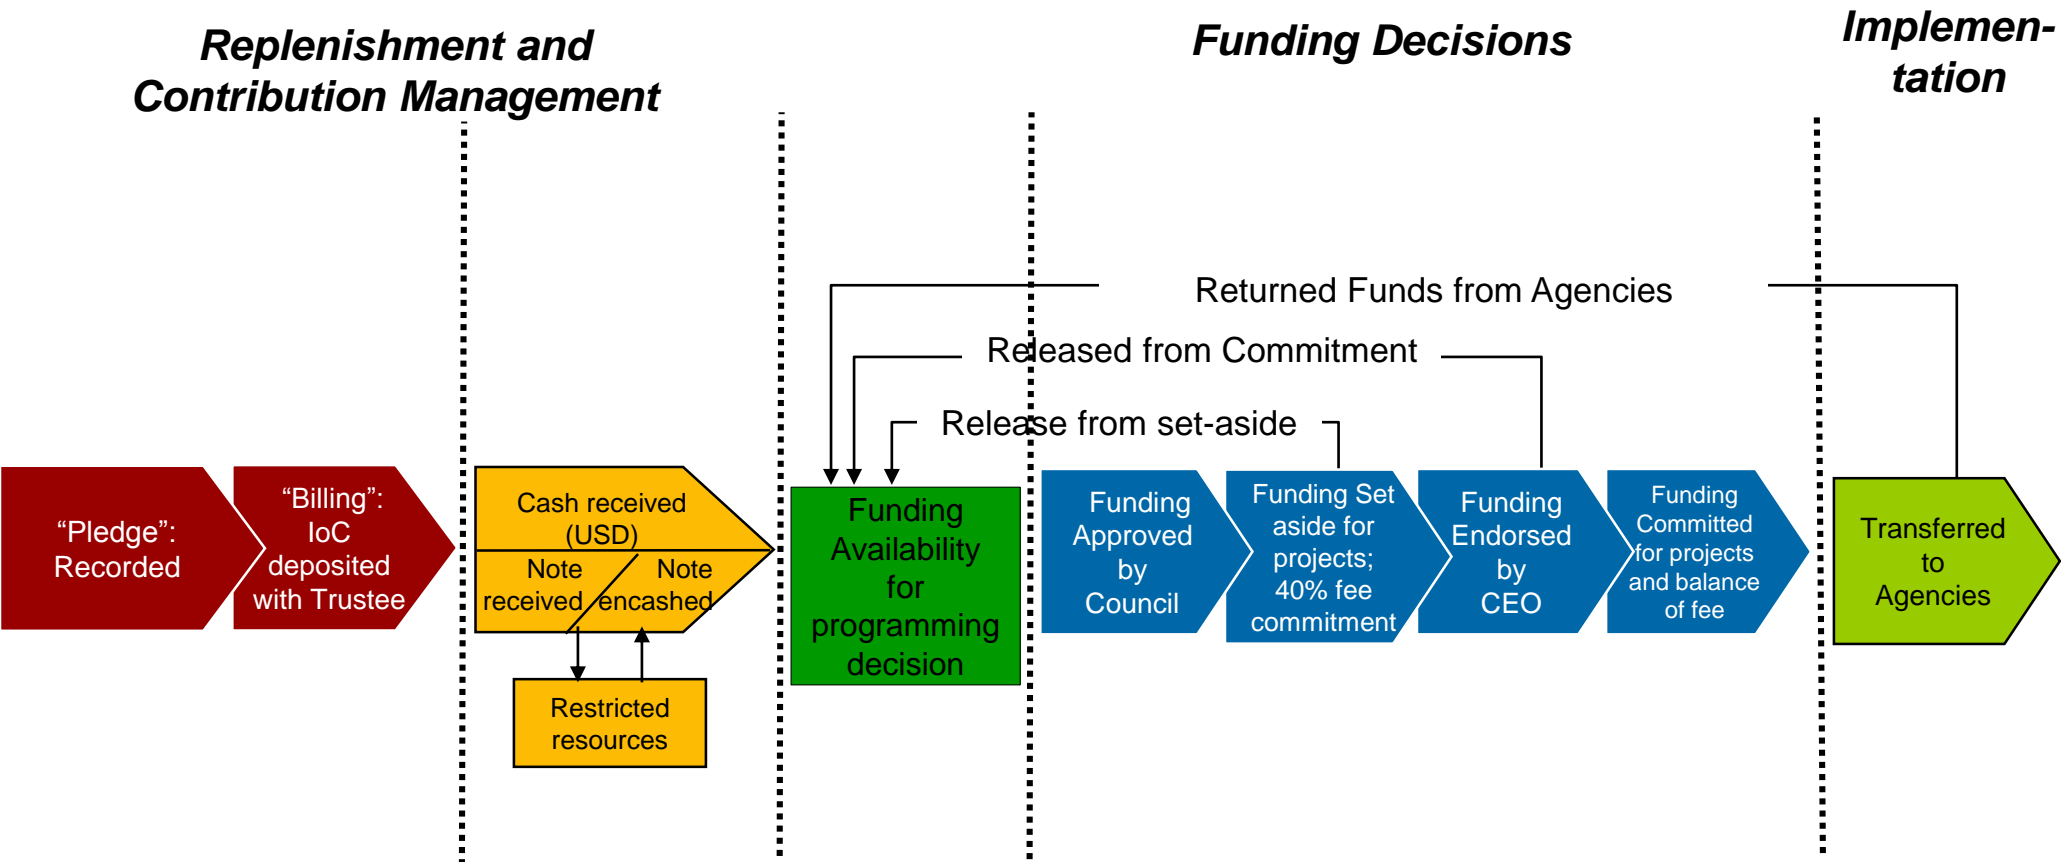 Replenishment and
Contribution Management
Funding Decisions
Implemen-
tation
Returned Funds from Agencies
Released from Commitment
Release from set-aside
“Pledge”:
Recorded
“Billing”:
IoC
deposited
with Trustee
Cash received
(USD)
Note
received
Note
encashed
Restricted
resources
Funding
Availability
for
programming
decision
Funding
Approved
by
Council
Funding Set
aside for
projects;
40% fee
commitment
Funding
Endorsed
by
CEO
Funding
Committed
for projects
and balance
of fee
Transferred
to
Agencies